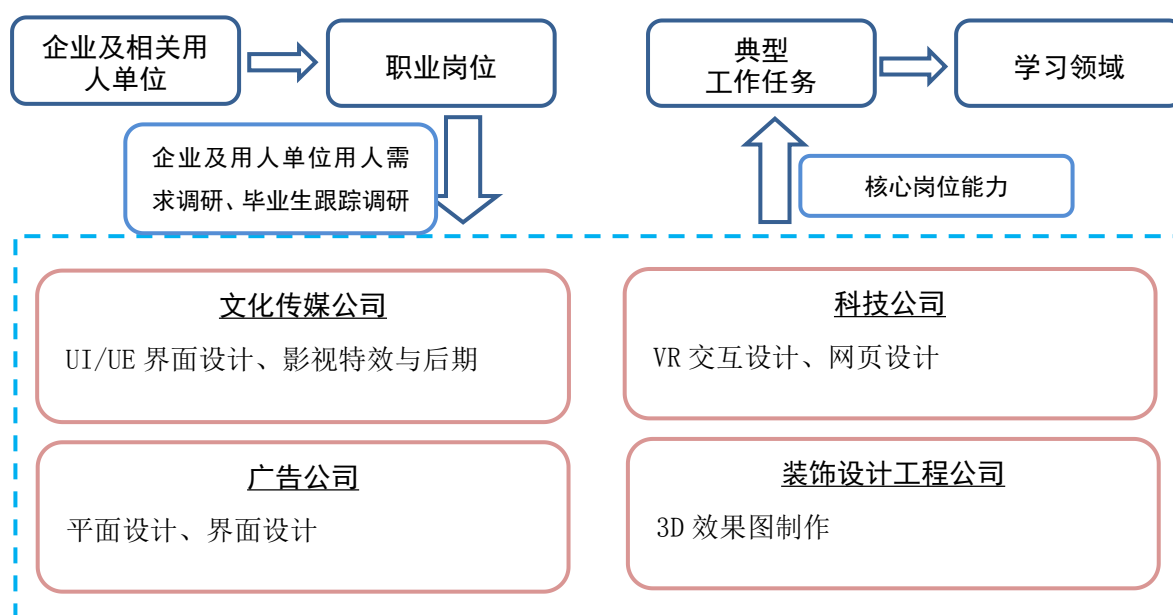 企业及相关用
人单位
职业岗位
典型
工作任务
学习领域
企业及用人单位用人需
求调研、毕业生跟踪调研
核心岗位能力
文化传媒公司
UI/UE 界面设计、影视特效与后期
科技公司
VR 交互设计、网页设计
广告公司
平面设计、界面设计
装饰设计工程公司
3D 效果图制作